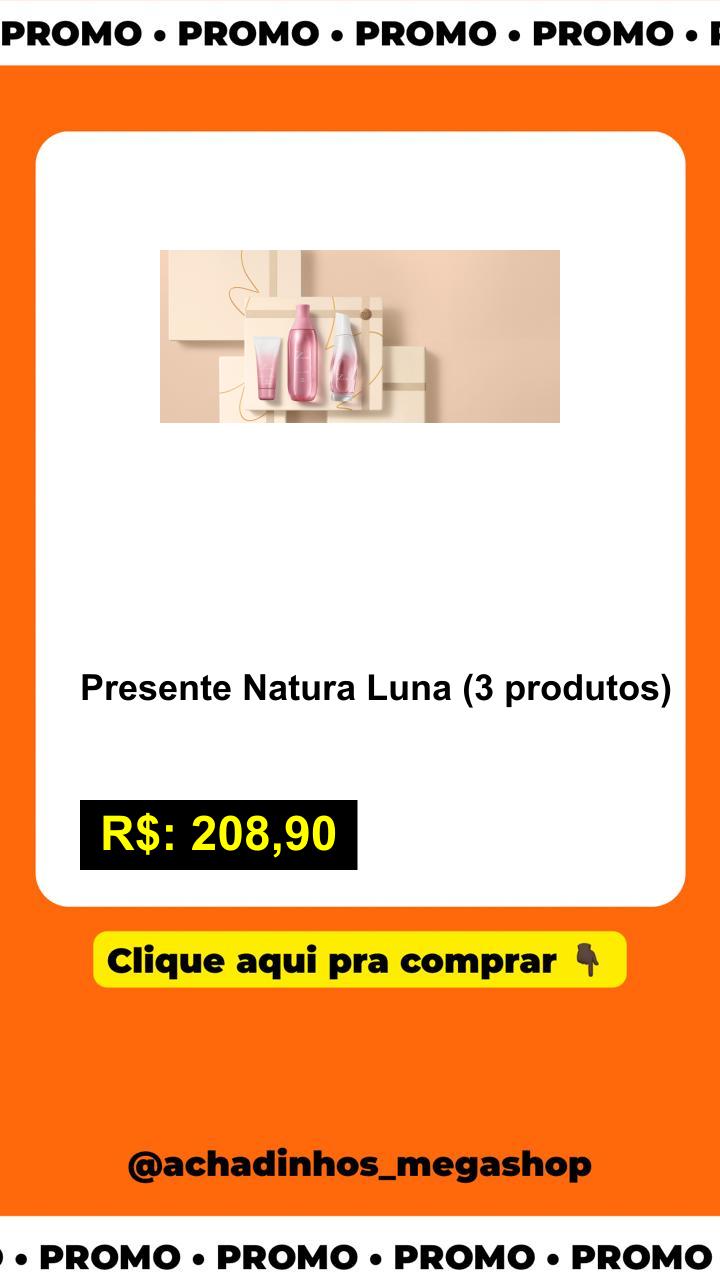 PROMO • PROMO • PROMO • PROMO •
Presente Natura Luna (3 produtos)
R$: 208,90
Clique aqui pra comprar 👇🏿
@achadinhos_megashop
• PROMO • PROMO • PROMO • PROMO